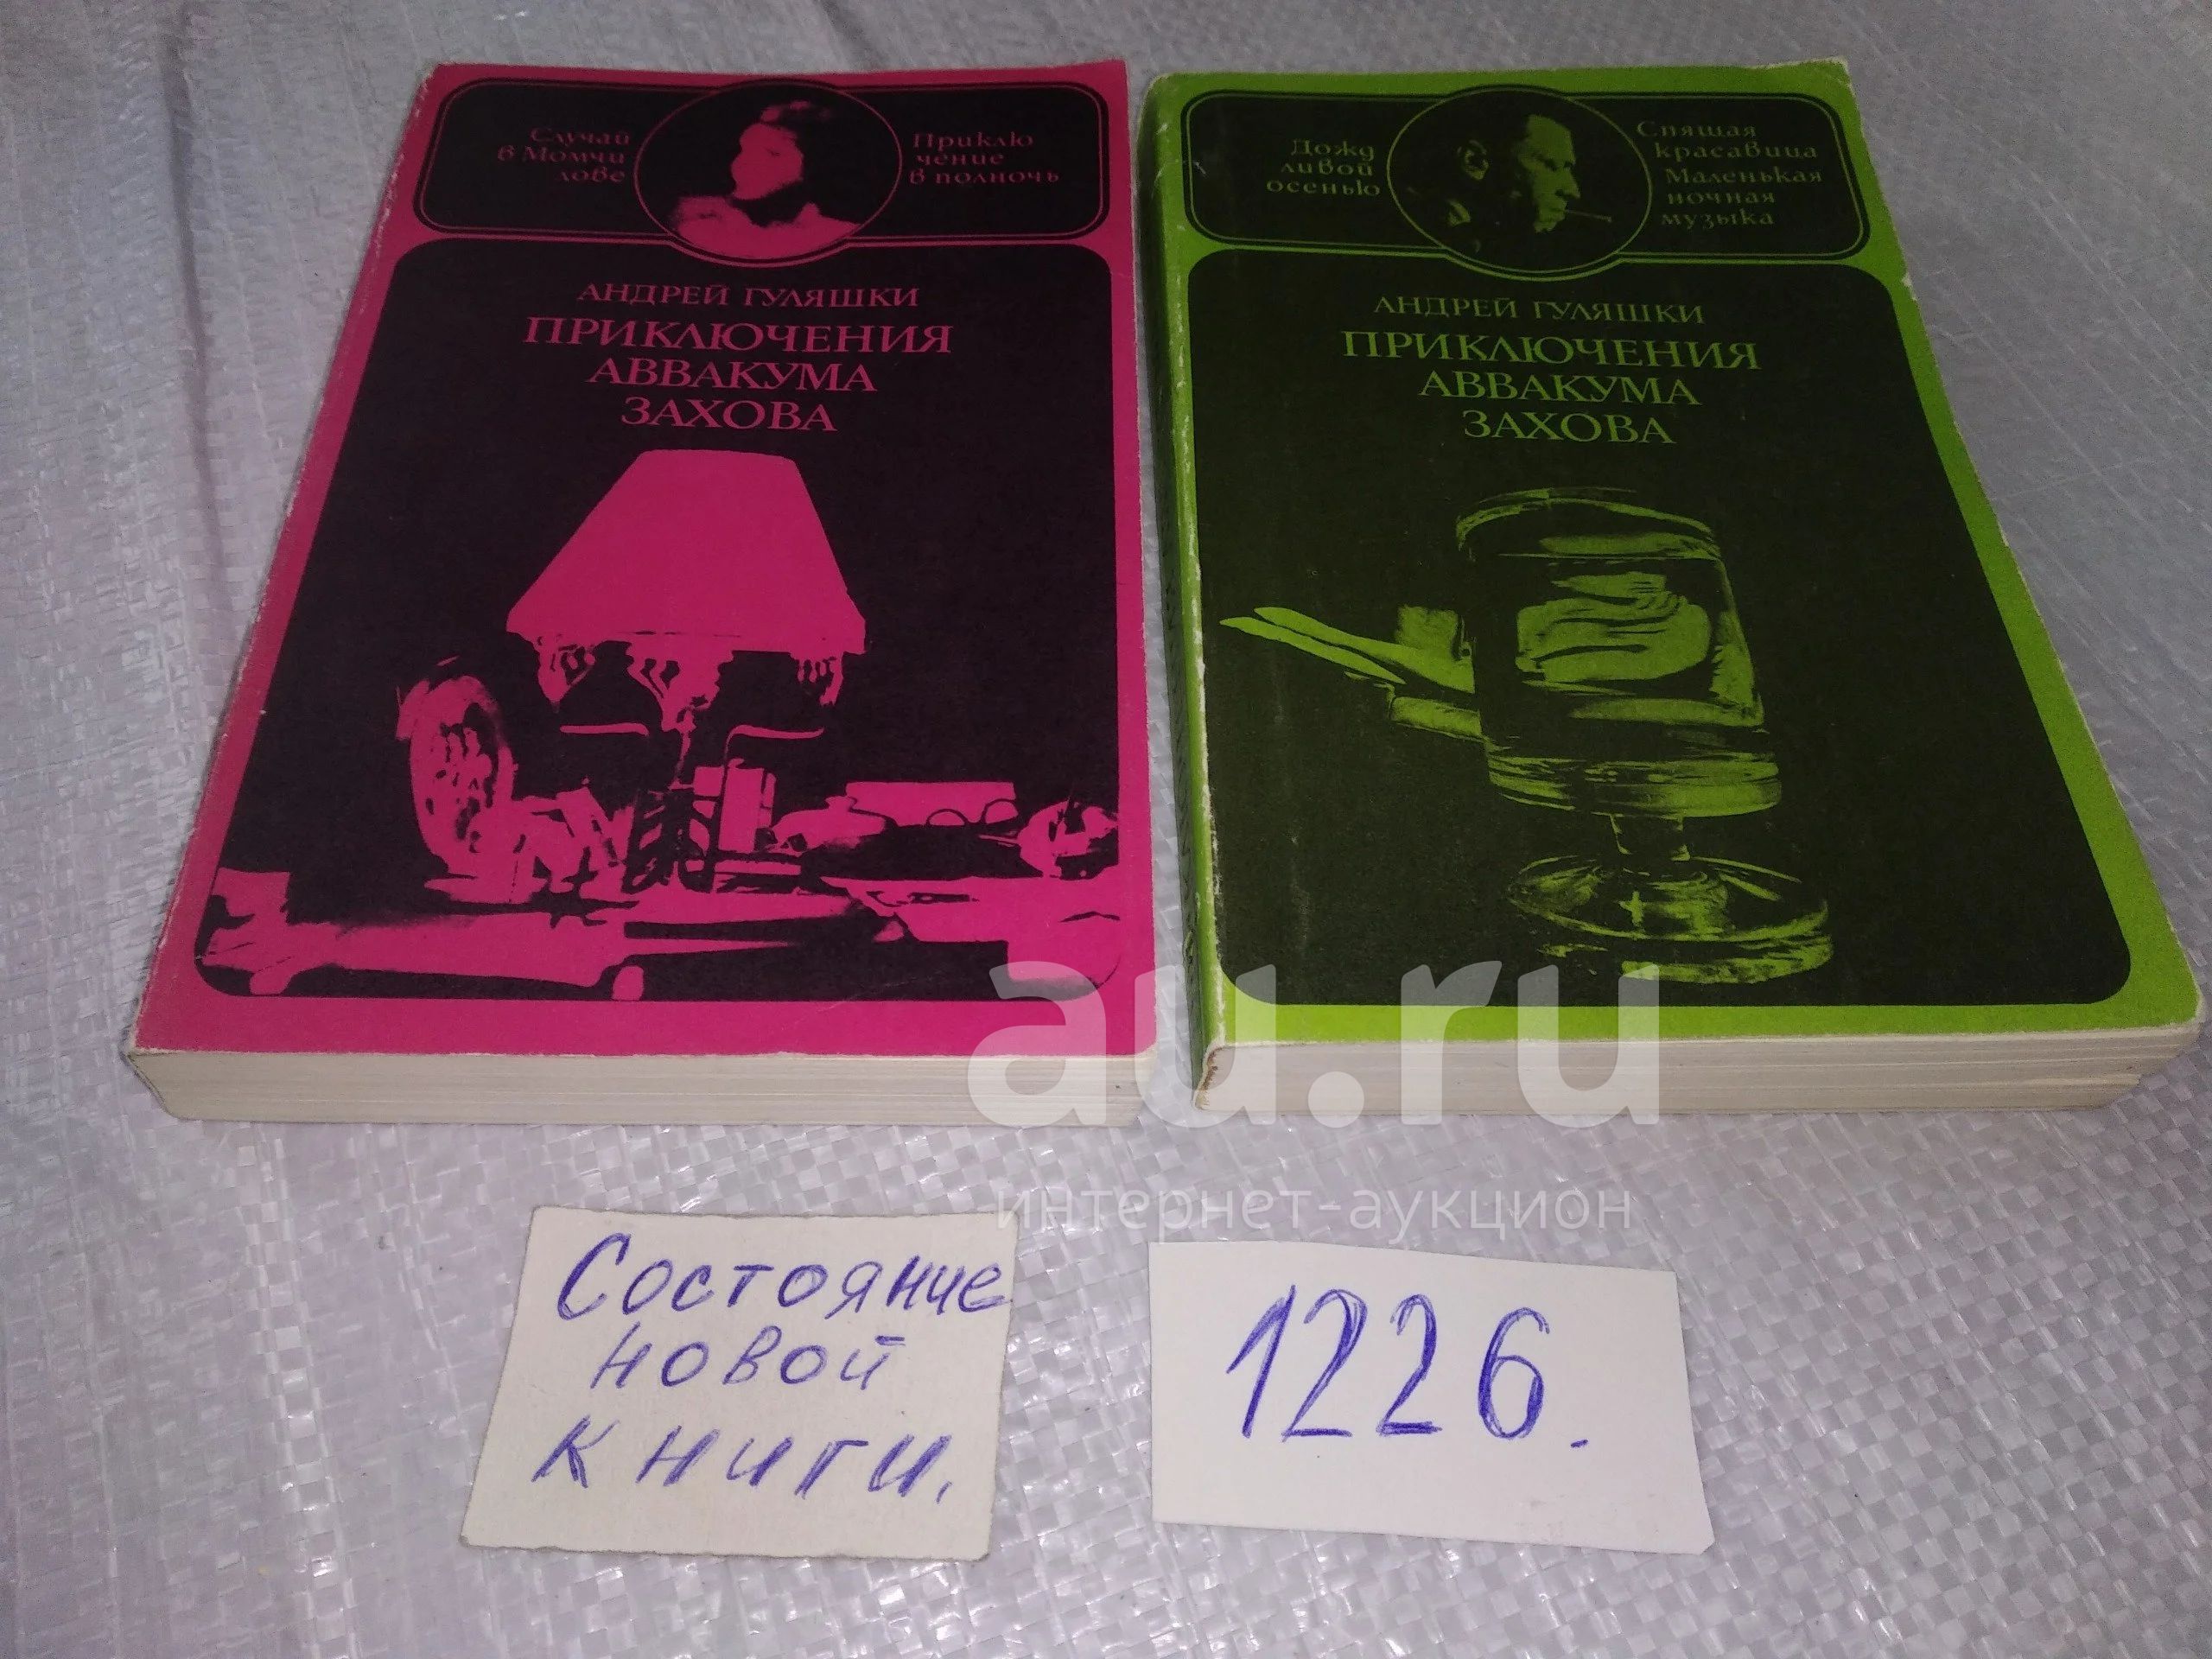 Случай
в Момчи
лове
Приклю
чение
в полночь
АНДРЕЙ ГУЛЯШКИ
ПРИКЛЮЧЕНИЯ
АВВАКУМА
ЗАХОВА
Дожд
ливой
осенью
Спящая
красавица
Маленькая
ночная
музыка
АНДРЕЙ ГУЛЯШКИ
ПРИКЛЮЧЕНИЯ
АВВАКУМА
ЗАХОВА
au.ru
интернет-аукцион
Состояние
новой
книги.
1226.